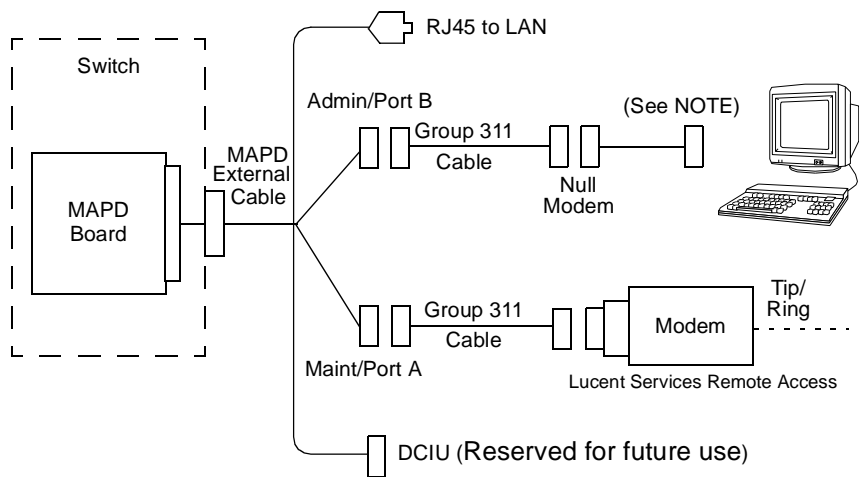 RJ45 to LAN
Switch
Admin/Port B
(See NOTE)
Group 311
Cable
MAPD
External
Cable
Null
Modem
MAPD
Board
Tip/
Ring
Group 311
Cable
Modem
Maint/Port A
Lucent Services Remote Access
DCIU (Reserved for future use)